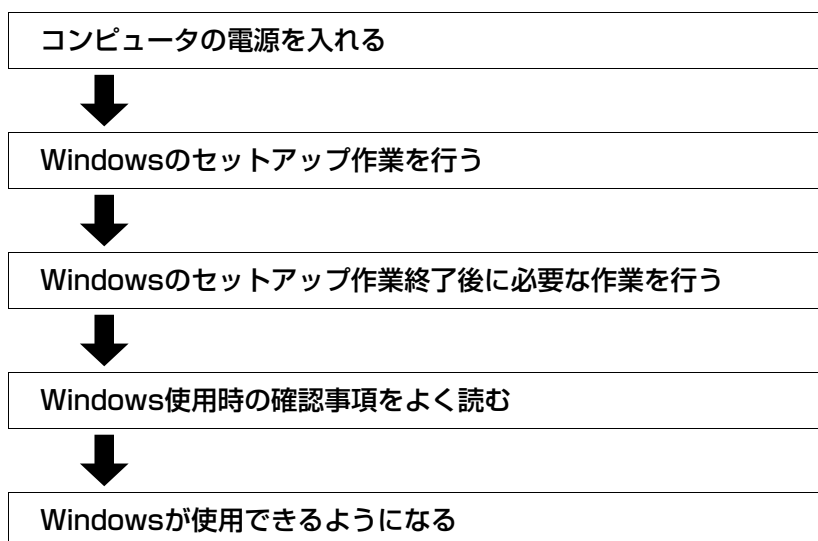 コンピュータの電源を入れる
Windowsのセットアップ作業を行う
Windowsのセットアップ作業終了後に必要な作業を行う
Windows使用時の確認事項をよく読む
Windowsが使用できるようになる